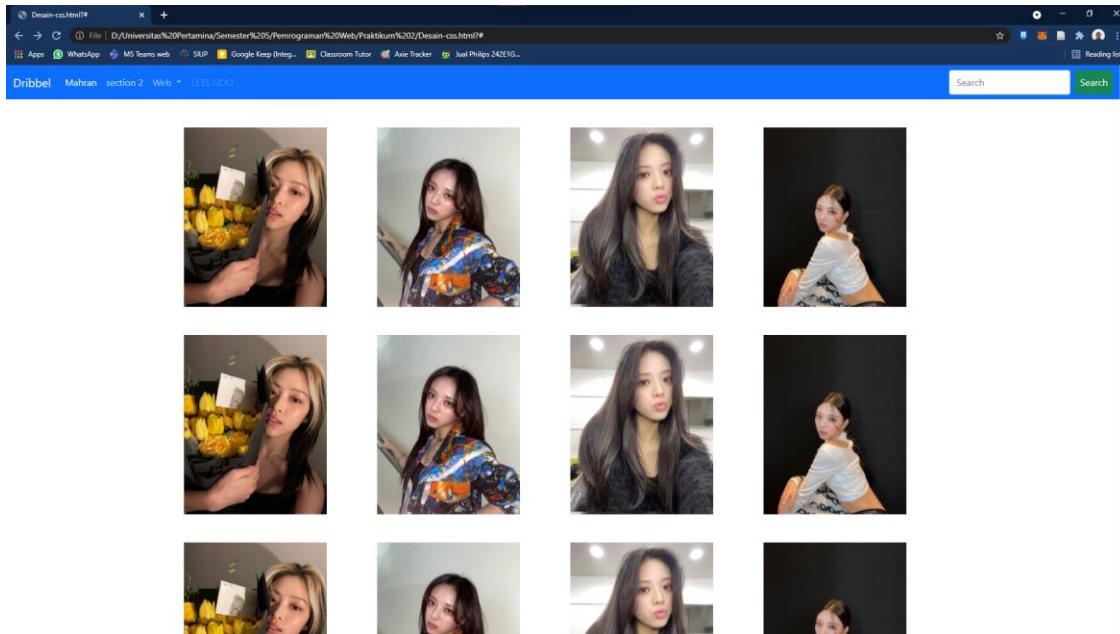 Desain-css.html?#
File D:/Universitas%20Pertamina/Semester%205/Pemrograman%20Web/Praktikum%202/Desain-css.html?#
Apps WhatsApp MS Teams web SIUP Google Keep (Integ... Classroom Tutor Axie Tracker Jual Philips 242E1G... Reading list
Dribbel Mahran section 2 Web LETS GOO Search Search